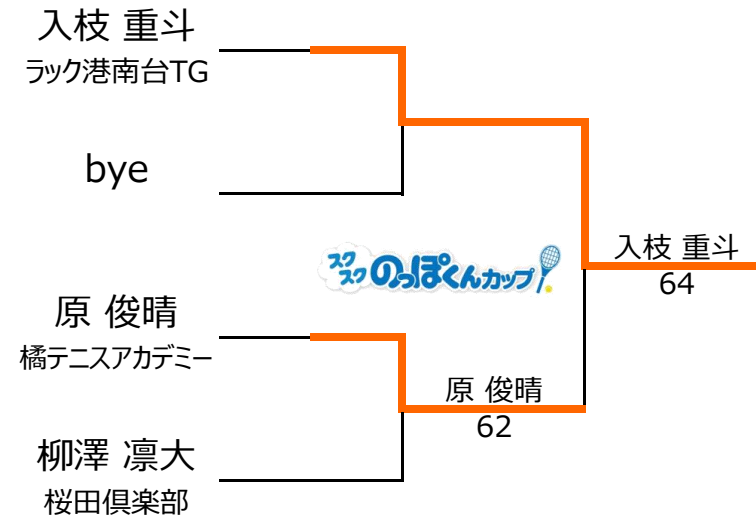 入枝 重斗
ラック港南台TG
bye
入枝 重斗
64
スクスク のっぽくんカップ
原 俊晴
橘テニスアカデミー
原 俊晴
62
柳澤 凛大
桜田倶楽部